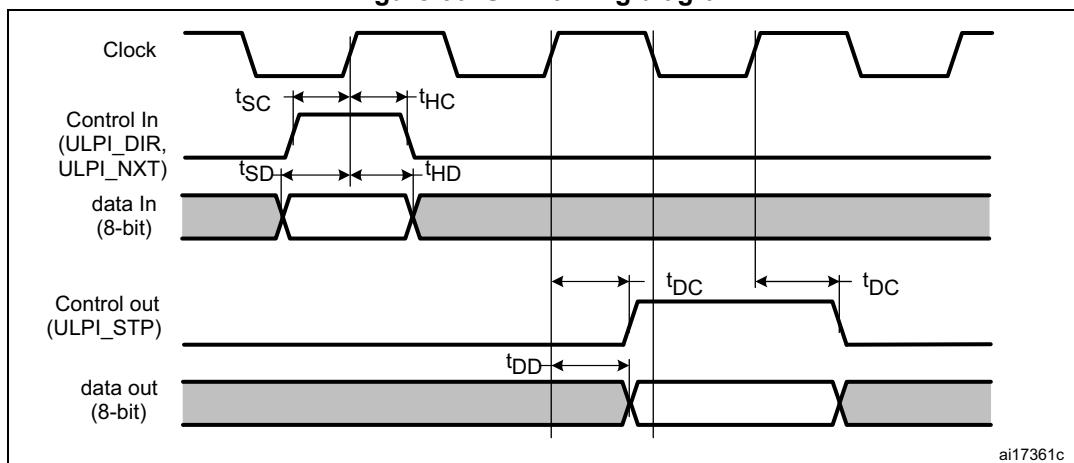 Clock
tSC
tHC
Control In
(ULPI_DIR,
ULPI_NXT)
tSD
tHD
data In
(8-bit)
tDC
tDC
Control out
(ULPI_STP)
tDD
data out
(8-bit)
ai17361c